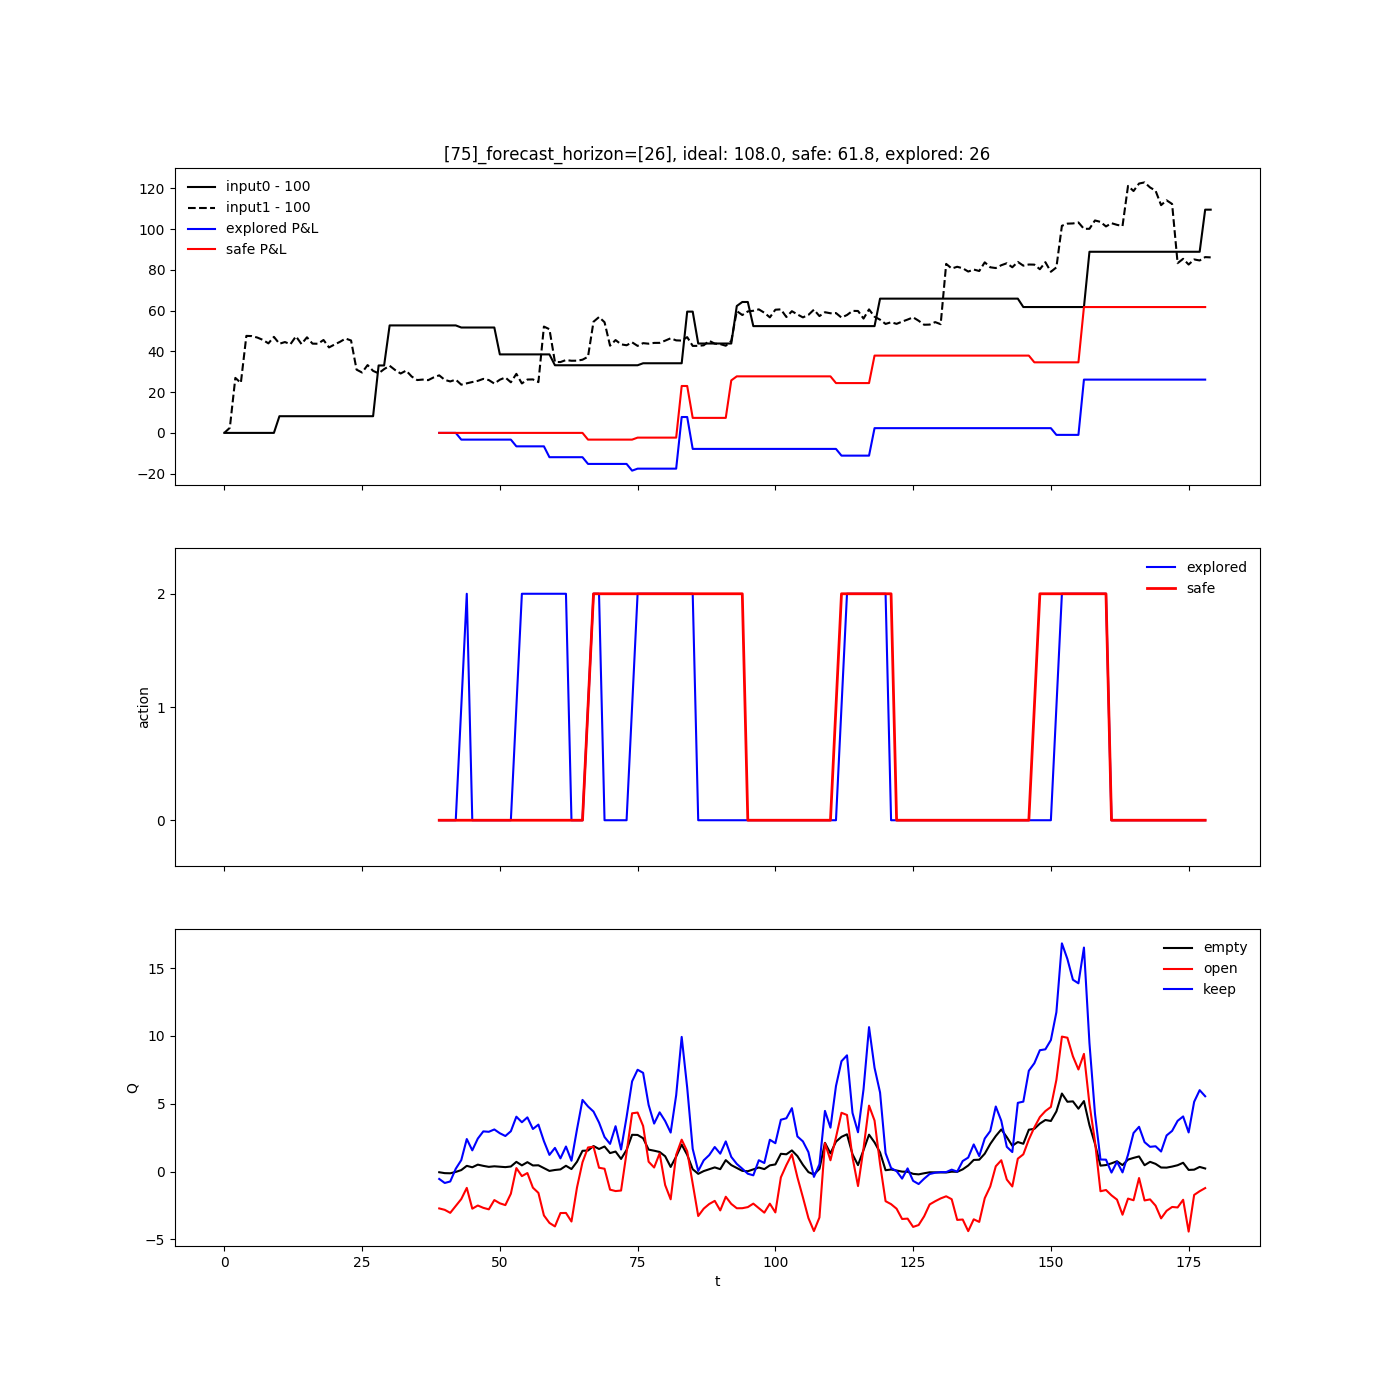 [75]_forecast_horizon=[26], ideal: 108.0, safe: 61.8, explored: 26
input0 - 100
input1 - 100
explored P&L
safe P&L
120
100
80
60
40
20
0
−20
explored
safe
2
1
0
action
empty
open
keep
15
10
5
0
−5
Q
0 25 50 75 100 125 150 175
t